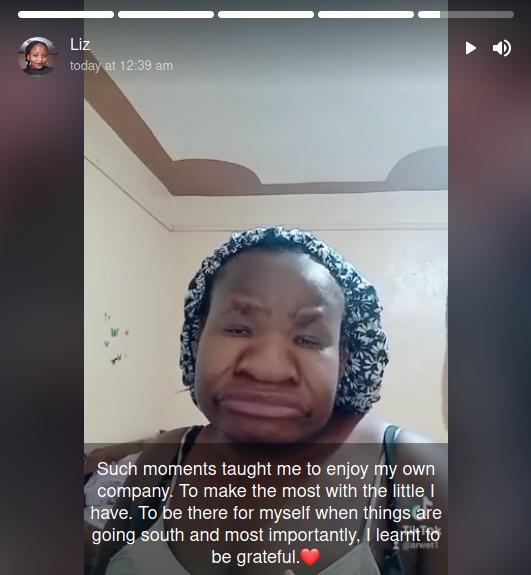 Liz
today at 12:39 am
Such moments taught me to enjoy my own
company. To make the most with the little I
have. To be there for myself when things are
going south and most importantly, I learnt to
be grateful.❤️
TikTok
@arwet1